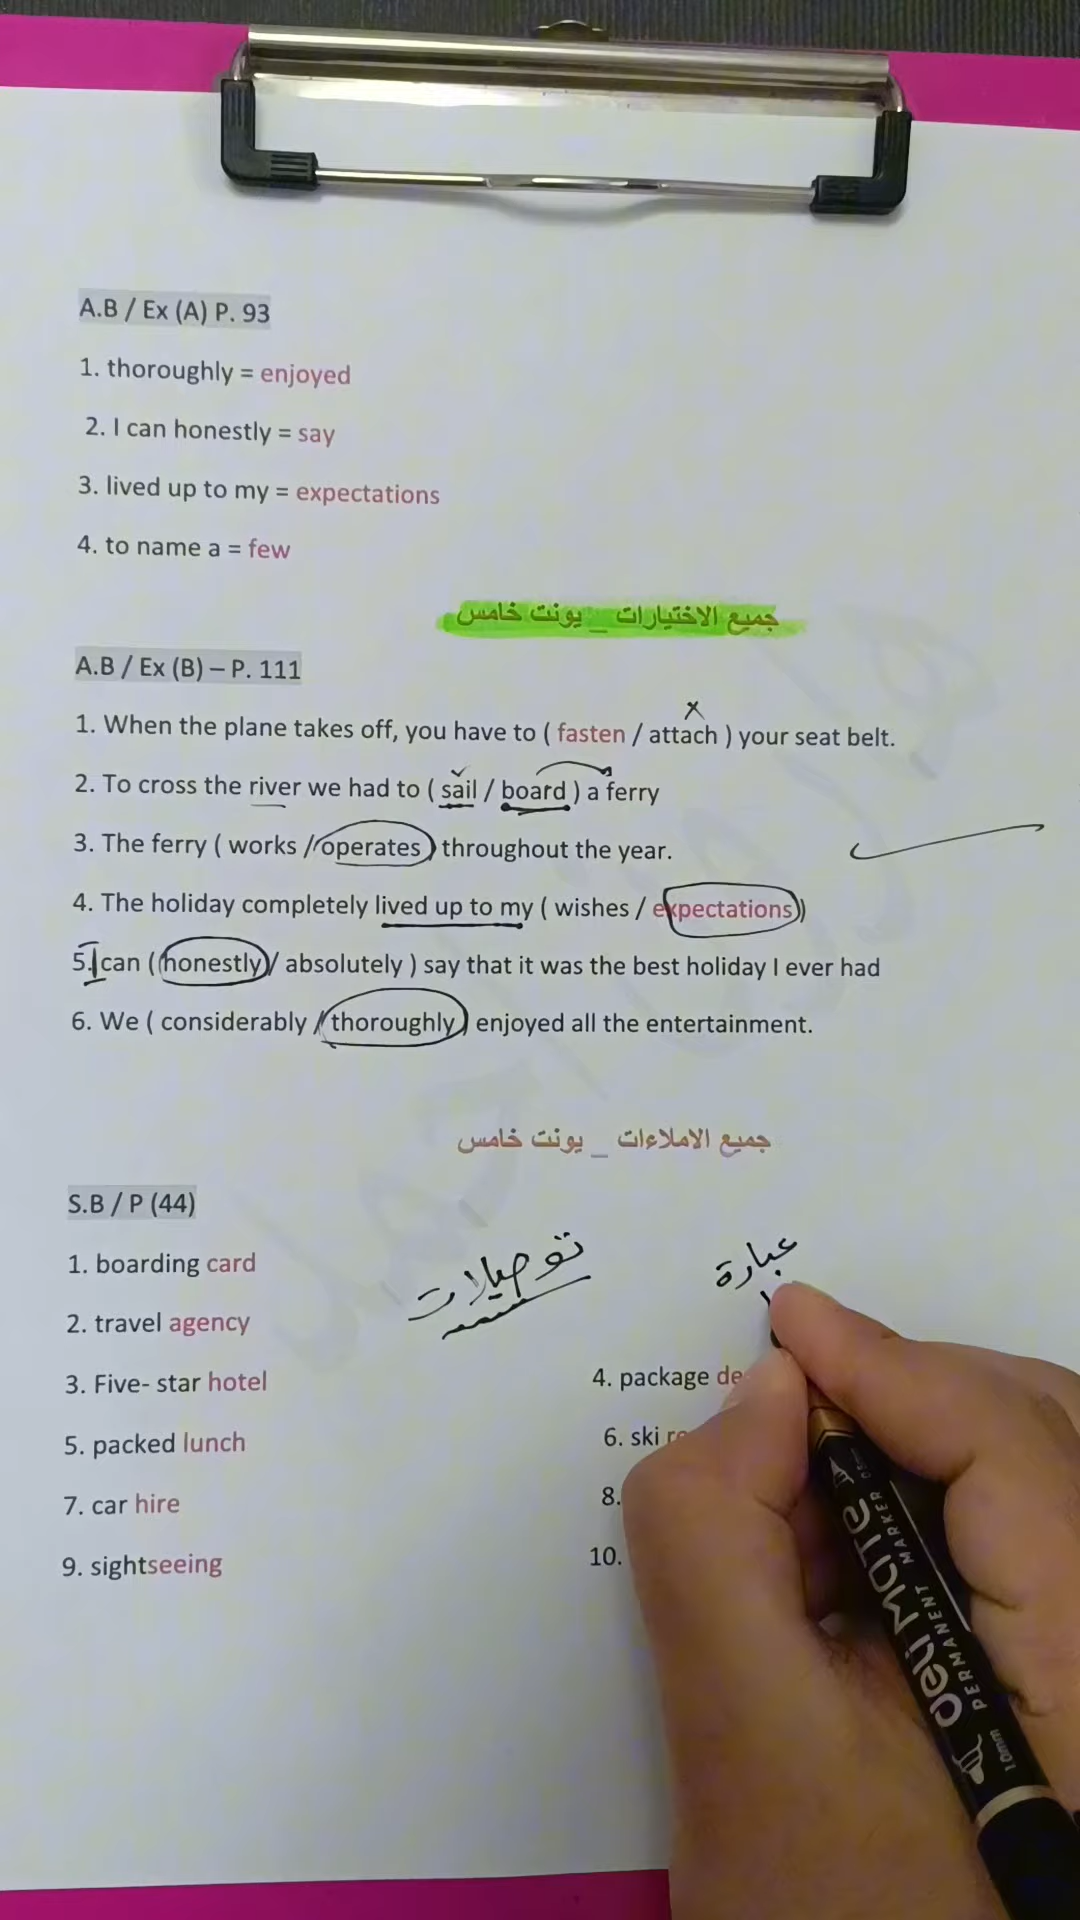 A.B / Ex (A) P. 93
1. thoroughly = enjoyed
2. I can honestly = say
3. lived up to my = expectations
4. to name a = few
جميع الاختيارات _ يونت خامس
A.B / Ex (B) – P. 111
x
1. When the plane takes off, you have to ( fasten / attach ) your seat belt.
2. To cross the river we had to ( sail / board ) a ferry
3. The ferry ( works / operates ) throughout the year.
4. The holiday completely lived up to my ( wishes / expectations )
5. I can ( honestly / absolutely ) say that it was the best holiday I ever had
6. We ( considerably / thoroughly ) enjoyed all the entertainment.
جميع الاملاءات _ يونت خامس
S.B / P (44)
1. boarding card
توصيلات
عبارة
2. travel agency
3. Five- star hotel
4. package
5. packed lunch
6. ski
7. car hire
8.
9. sightseeing
10.
deli MATE
PERMANENT MARKER
1.0mm